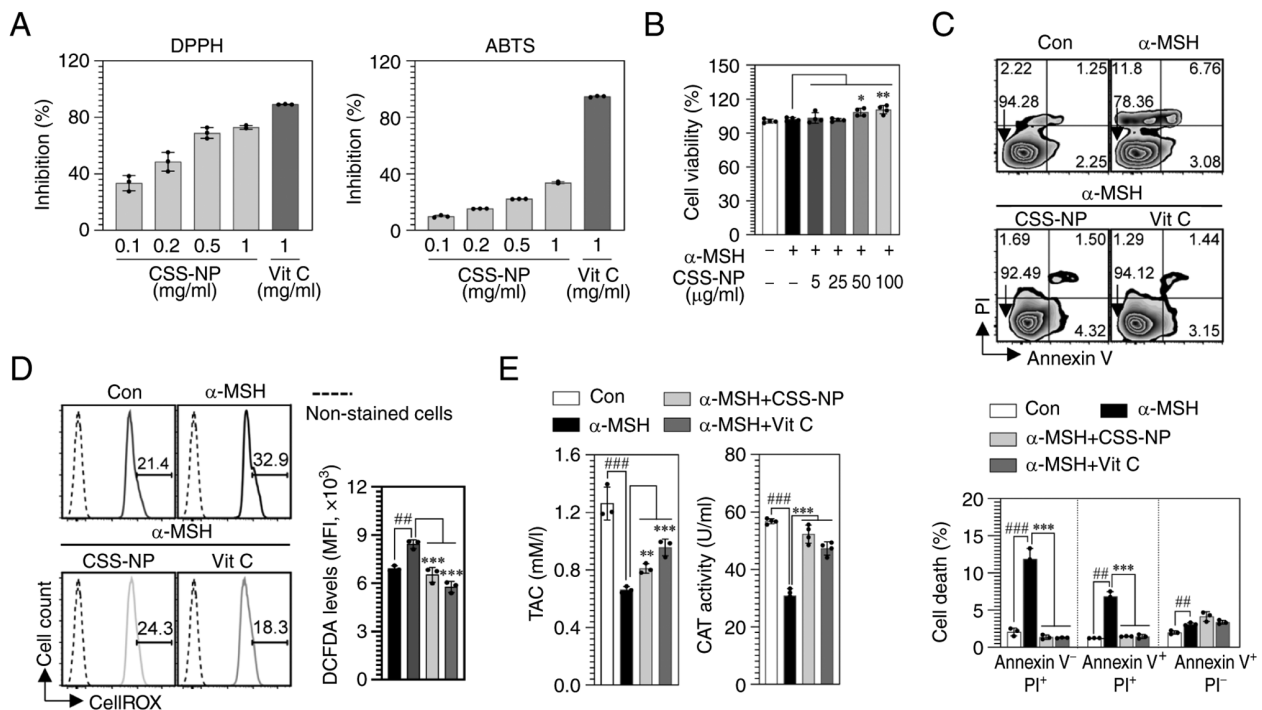 A
DPPH
Inhibition (%)
120
80
40
0
0.1 0.2 0.5 1 1
CSS-NP Vit C
(mg/ml) (mg/ml)
ABTS
Inhibition (%)
120
80
40
0
0.1 0.2 0.5 1 1
CSS-NP Vit C
(mg/ml) (mg/ml)
B
Cell viability (%)
150
120
90
60
30
0
* **
α-MSH − + + + + +
CSS-NP − − 5 25 50 100
(μg/ml)
C
Con α-MSH
2.22 1.25 11.8 6.76
94.28 78.36
2.25 3.08
α-MSH
CSS-NP Vit C
1.69 1.50 1.29 1.44
92.49 94.12
4.32 3.15
PI
Annexin V
Con α-MSH
α-MSH+CSS-NP
α-MSH+Vit C
Cell death (%)
20
15
10
5
0
### ***
## ***
##
Annexin V− Annexin V+ Annexin V+
PI+ PI+ PI−
D
Con α-MSH
21.4 32.9
α-MSH
CSS-NP Vit C
24.3 18.3
Cell count
CellROX
Non-stained cells
DCFDA levels (MFI, ×10³)
12
9
6
3
0
##
*** ***
E
Con α-MSH+CSS-NP
α-MSH α-MSH+Vit C
TAC (mM/l)
1.6
1.2
0.8
0.4
0.0
###
** ***
CAT activity (U/ml)
80
60
40
20
0
### ***